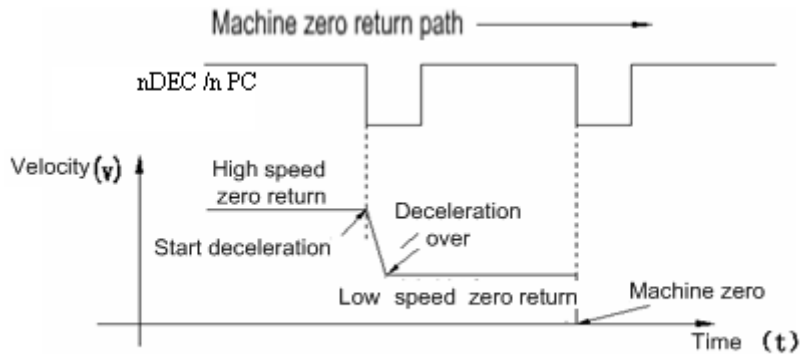 Machine zero return path
nDEC /n PC
Velocity(v)
High speed
zero return
Start deceleration
Deceleration
over
Low speed zero return
Machine zero
Time (t)